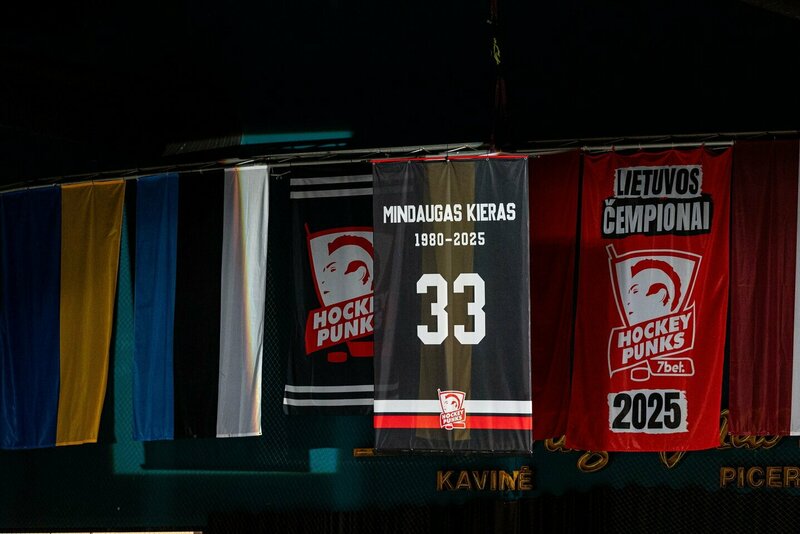 HOCKEY
PUNKS
MINDAUGAS KIERAS
1980-2025
33
HOCKEY
PUNKS
LIETUVOS
ČEMPIONAI
HOCKEY
PUNKS
7bet.
2025
KAVINĖ
PICER